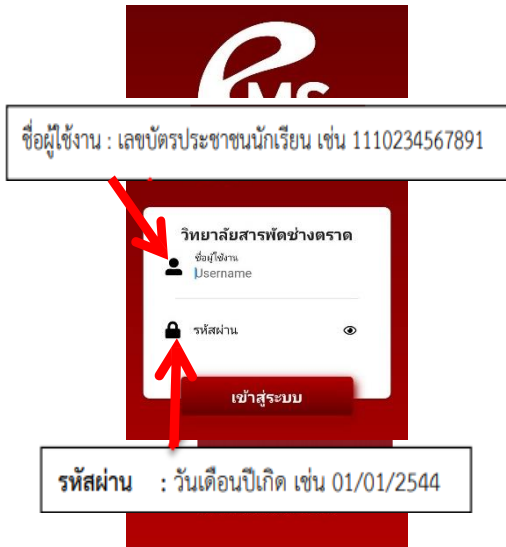 eMS
ชื่อผู้ใช้งาน : เลขบัตรประชาชนนักเรียน เช่น 1110234567891
วิทยาลัยสารพัดช่างตราด
ชื่อผู้ใช้งาน
Username
รหัสผ่าน
เข้าสู่ระบบ
รหัสผ่าน : วันเดือนปีเกิด เช่น 01/01/2544